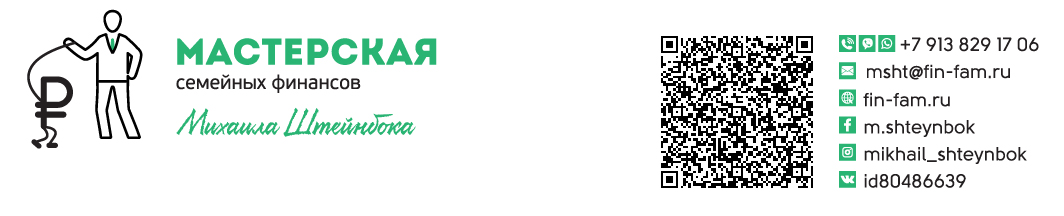 МАСТЕРСКАЯ
семейных финансов
Михаила Штейнбока
+7 913 829 17 06
msht@fin-fam.ru
fin-fam.ru
m.shteynbok
mikhail_shteynbok
id80486639